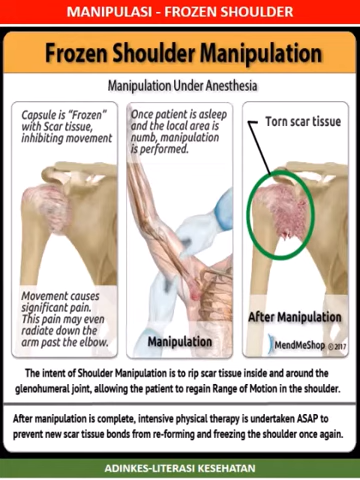 MANIPULASI - FROZEN SHOULDER
Frozen Shoulder Manipulation
Manipulation Under Anesthesia
Capsule is "Frozen"
with Scar tissue,
inhibiting movement
Movement causes
significant pain.
This pain may even
radiate down the
arm past the elbow.
Once patient is asleep
and the local area is
numb, manipulation
is performed.
Manipulation
Torn scar tissue
After Manipulation
MendMeShop ©2017
The intent of Shoulder Manipulation is to rip scar tissue inside and around the
glenohumeral joint, allowing the patient to regain Range of Motion in the shoulder.
After manipulation is complete, intensive physical therapy is undertaken ASAP to
prevent new scar tissue bonds from re-forming and freezing the shoulder once again.
ADINKES-LITERASI KESEHATAN